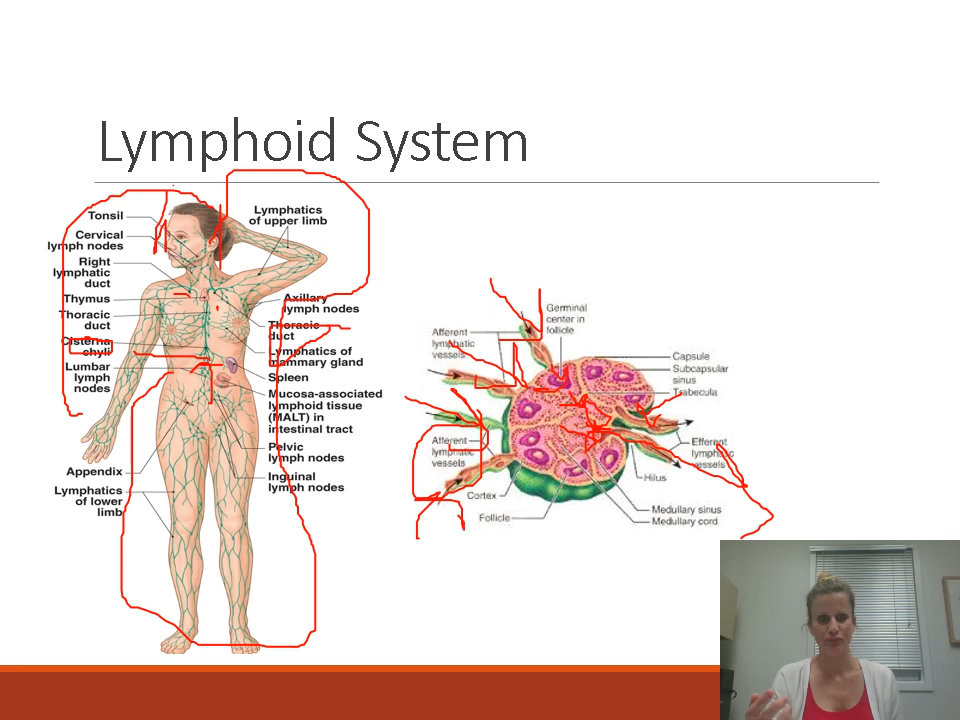 Lymphoid System
Tonsil
Cervical
lymph nodes
Right
lymphatic
duct
Thymus
Thoracic
duct
Cisterna
chyli
Lumbar
lymph
nodes
Appendix
Lymphatics
of lower
limb
Lymphatics
of upper limb
Axillary
lymph nodes
Thoracic
duct
Lymphatics of
mammary gland
Spleen
Mucosa-associated
lymphoid tissue
(MALT) in
intestinal tract
Pelvic
lymph nodes
Inguinal
lymph nodes
Afferent
lymphatic
vessels
Afferent
lymphatic
vessels
Cortex
Follicle
Germinal
center in
follicle
Capsule
Subcapsular
sinus
Trabecula
Efferent
lymphatic
vessels
Hilus
Medullary sinus
Medullary cord